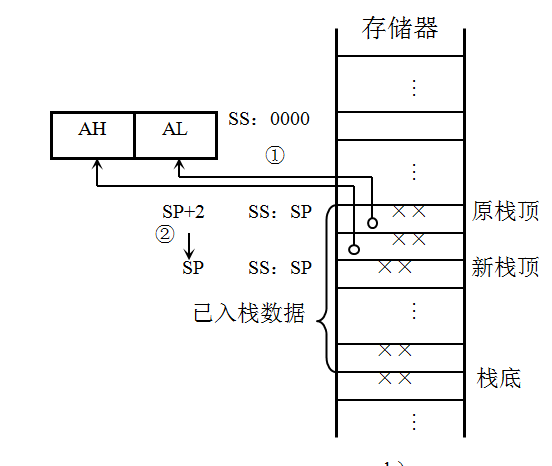 存储器
⋮
AH AL SS：0000
① ⋮
SP+2 SS：SP ×× 原栈顶
② ××
SP SS：SP ×× 新栈顶
已入栈数据 ⋮
××
×× 栈底
⋮